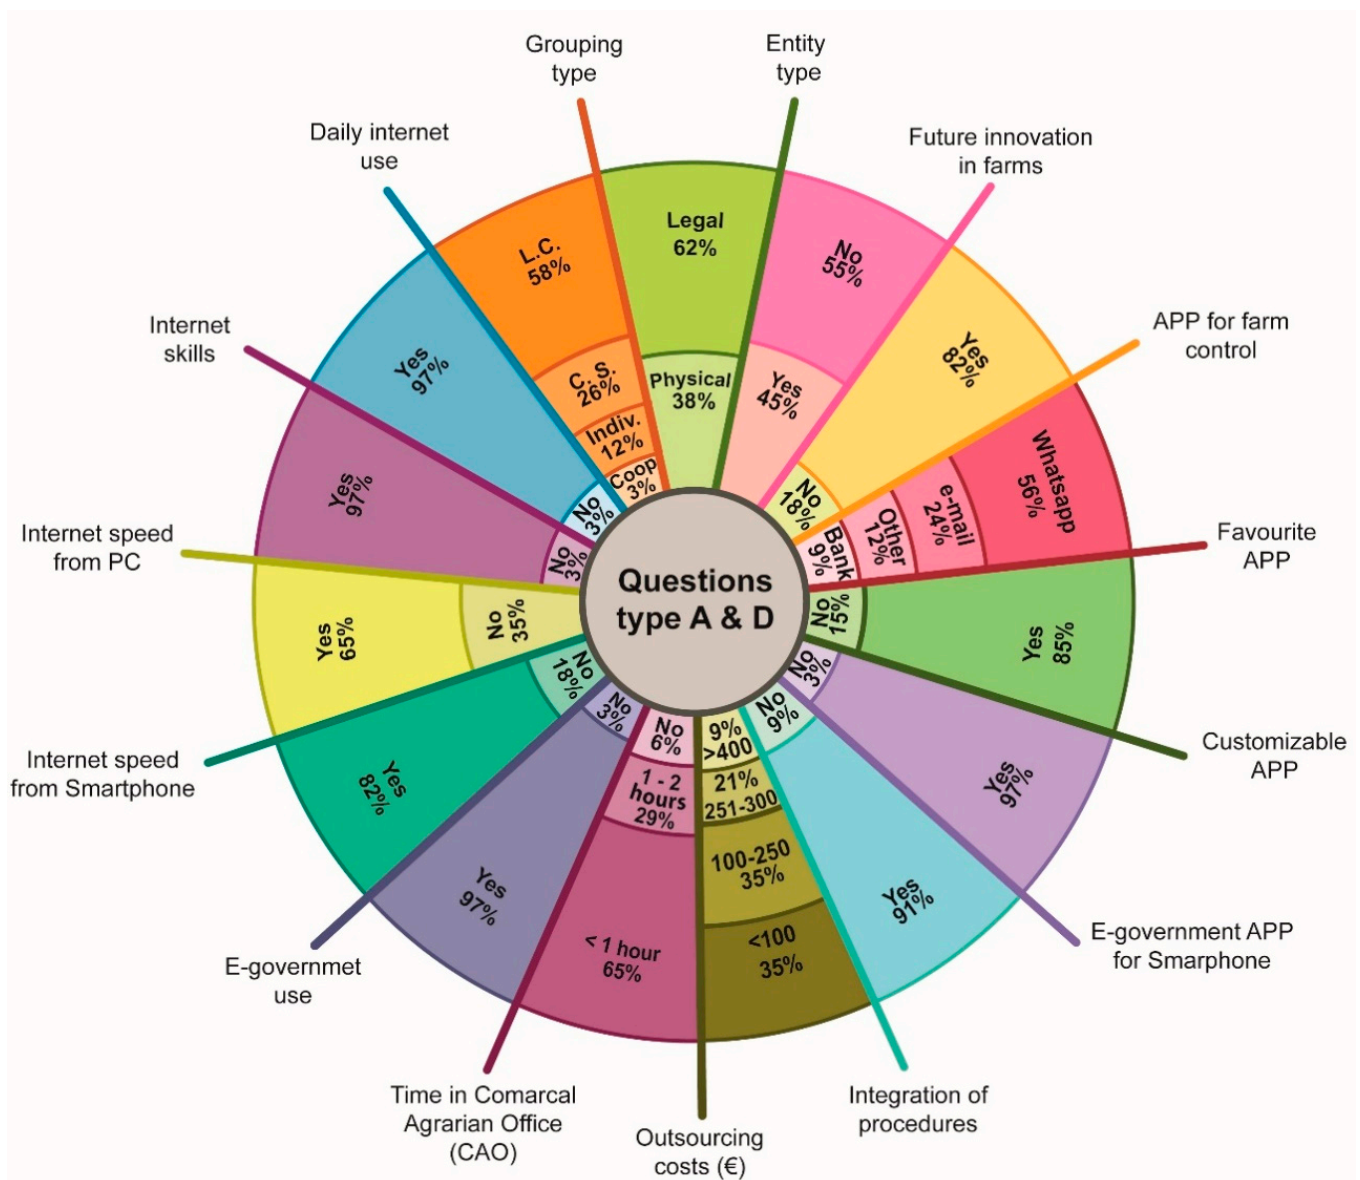 Grouping
type
Entity
type
Future innovation
in farms
APP for farm
control
Favourite
APP
Customizable
APP
E-government APP
for Smarphone
Integration of
procedures
Outsourcing
costs (€)
Time in Comarcal
Agrarian Office
(CAO)
E-governmet
use
Internet speed
from Smartphone
Internet speed
from PC
Internet
skills
Daily internet
use
Questions
type A & D
Legal
62%
Physical
38%
No
55%
Yes
45%
Yes
82%
No
18%
Whatsapp
56%
e-mail
24%
Other
12%
Bank
9%
Yes
85%
No
15%
Yes
97%
No
3%
Yes
91%
No
9%
9%
>400
21%
251-300
100-250
35%
<100
35%
No
6%
1 - 2
hours
29%
< 1 hour
65%
No
3%
Yes
97%
No
18%
Yes
82%
No
35%
Yes
65%
No
3%
Yes
97%
No
3%
Yes
97%
L.C.
58%
C. S.
26%
Indiv.
12%
Coop
3%